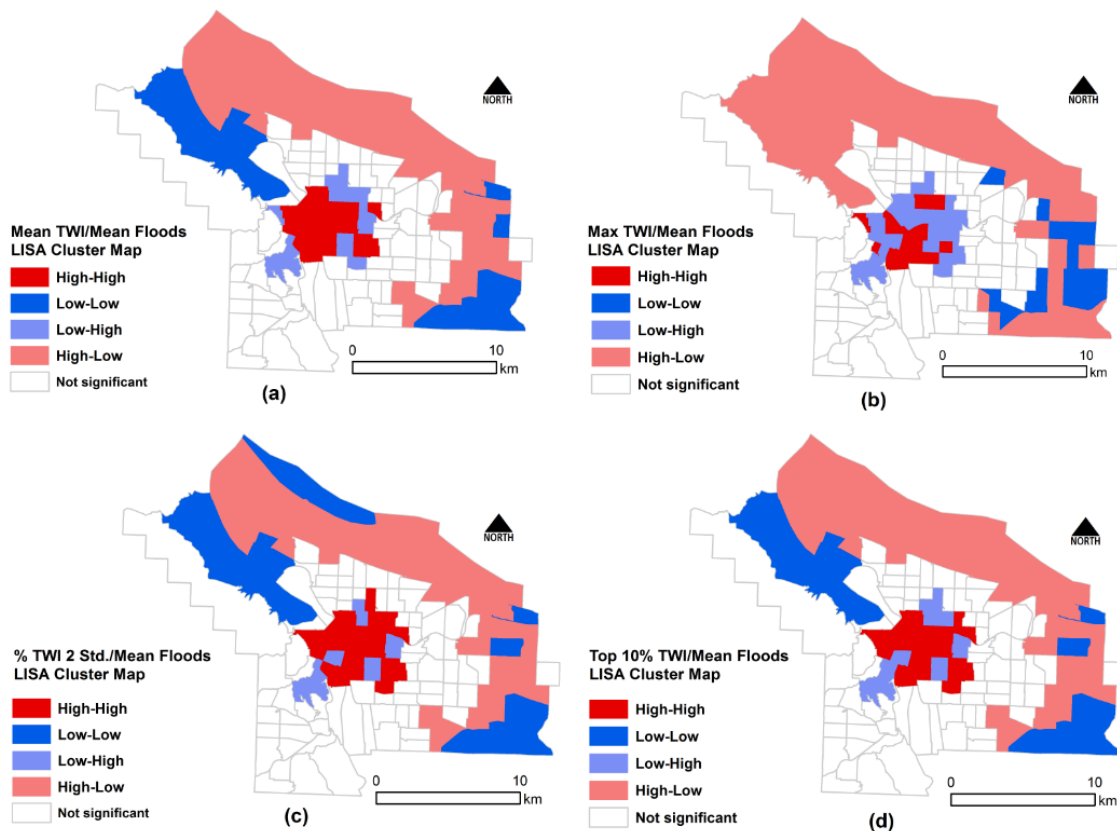 NORTH
Mean TWI/Mean Floods
LISA Cluster Map
High-High
Low-Low
Low-High
High-Low
Not significant
0 10
km
(a)
NORTH
Max TWI/Mean Floods
LISA Cluster Map
High-High
Low-Low
Low-High
High-Low
Not significant
0 10
km
(b)
NORTH
% TWI 2 Std./Mean Floods
LISA Cluster Map
High-High
Low-Low
Low-High
High-Low
Not significant
0 10
km
(c)
NORTH
Top 10% TWI/Mean Floods
LISA Cluster Map
High-High
Low-Low
Low-High
High-Low
Not significant
0 10
km
(d)